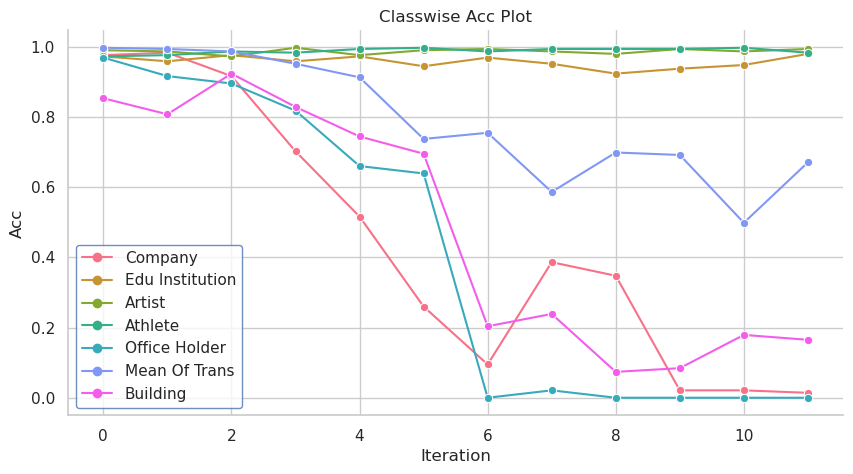 Classwise Acc Plot
Acc
1.0
0.8
0.6
0.4
0.2
0.0
Company
Edu Institution
Artist
Athlete
Office Holder
Mean Of Trans
Building
0 2 4 6 8 10
Iteration